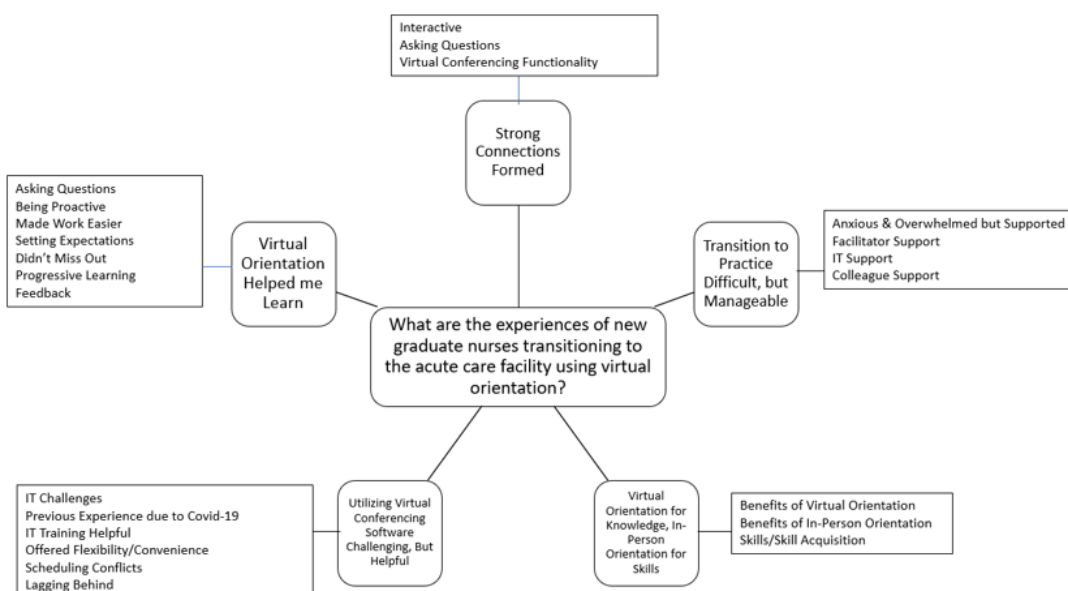 Interactive
Asking Questions
Virtual Conferencing Functionality
Strong
Connections
Formed
Asking Questions
Being Proactive
Made Work Easier
Setting Expectations
Didn't Miss Out
Progressive Learning
Feedback
Virtual
Orientation
Helped me
Learn
Transition to
Practice
Difficult, but
Manageable
Anxious & Overwhelmed but Supported
Facilitator Support
IT Support
Colleague Support
What are the experiences of new
graduate nurses transitioning to
the acute care facility using virtual
orientation?
IT Challenges
Previous Experience due to Covid-19
IT Training Helpful
Offered Flexibility/Convenience
Scheduling Conflicts
Lagging Behind
Utilizing Virtual
Conferencing
Software
Challenging, But
Helpful
Virtual
Orientation for
Knowledge, In-
Person
Orientation for
Skills
Benefits of Virtual Orientation
Benefits of In-Person Orientation
Skills/Skill Acquisition